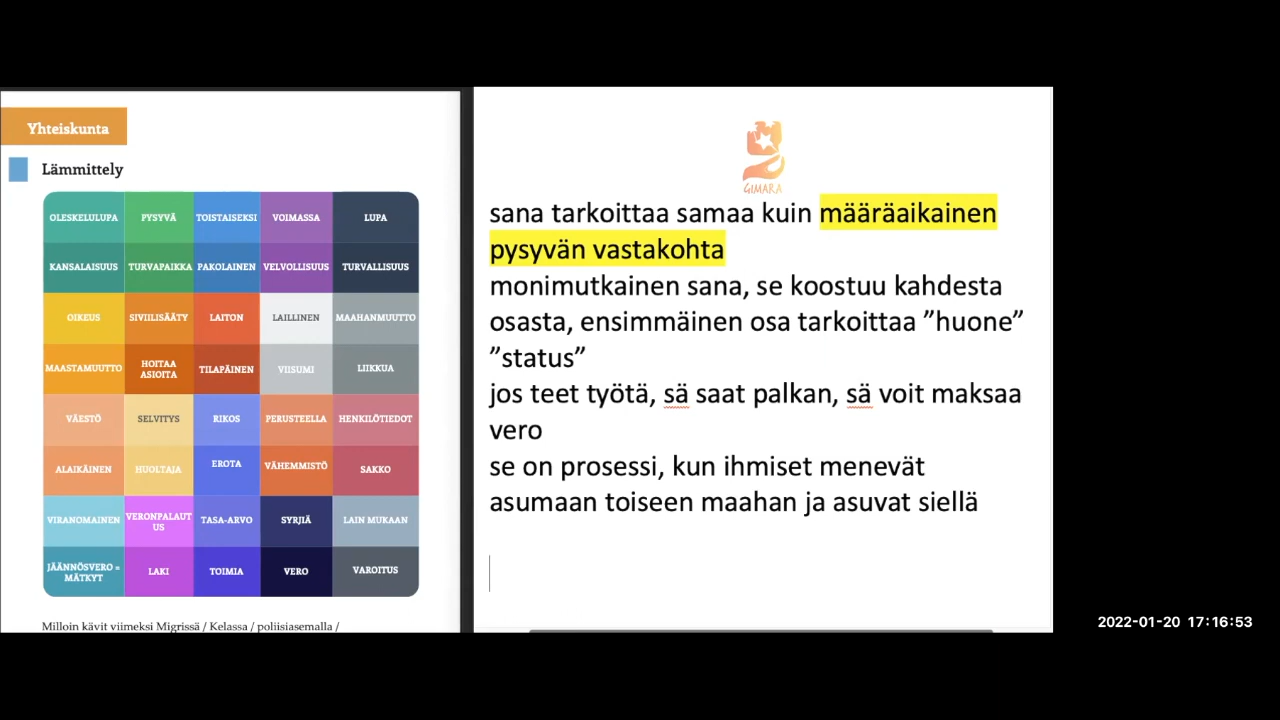 Yhteiskunta
Lämmittely
OLESKELULUPA PYSYVÄ TOISTAISEKSI VOIMASSA LUPA
KANSALAISUUS TURVAPAIKKA PAKOLAINEN VELVOLLISUUS TURVALLISUUS
OIKEUS SIVIILISÄÄTY LAITON LAILLINEN MAAHANMUUTTO
MAASTAMUUTTO HOITAA ASIOITA TILAPÄINEN VIISUMI LIIKKUA
VÄESTÖ SELVITYS RIKOS PERUSTEELLA HENKILÖTIEDOT
ALAIKÄINEN HUOLTAJA EROTA VÄHEMMISTÖ SAKKO
VIRANOMAINEN VERONPALAUTUS TASA-ARVO SYRJIÄ LAIN MUKAAN
JÄÄNNÖSVERO = MÄTKYT LAKI TOIMIA VERO VAROITUS
Milloin kävit viimeksi Migrissä / Kelassa / poliisiasemalla /
GIMARA
sana tarkoittaa samaa kuin määräaikainen
pysyvän vastakohta
monimutkainen sana, se koostuu kahdesta
osasta, ensimmäinen osa tarkoittaa ”huone”
”status”
jos teet työtä, sä saat palkan, sä voit maksaa
vero
se on prosessi, kun ihmiset menevät
asumaan toiseen maahan ja asuvat siellä
2022-01-20 17:16:53